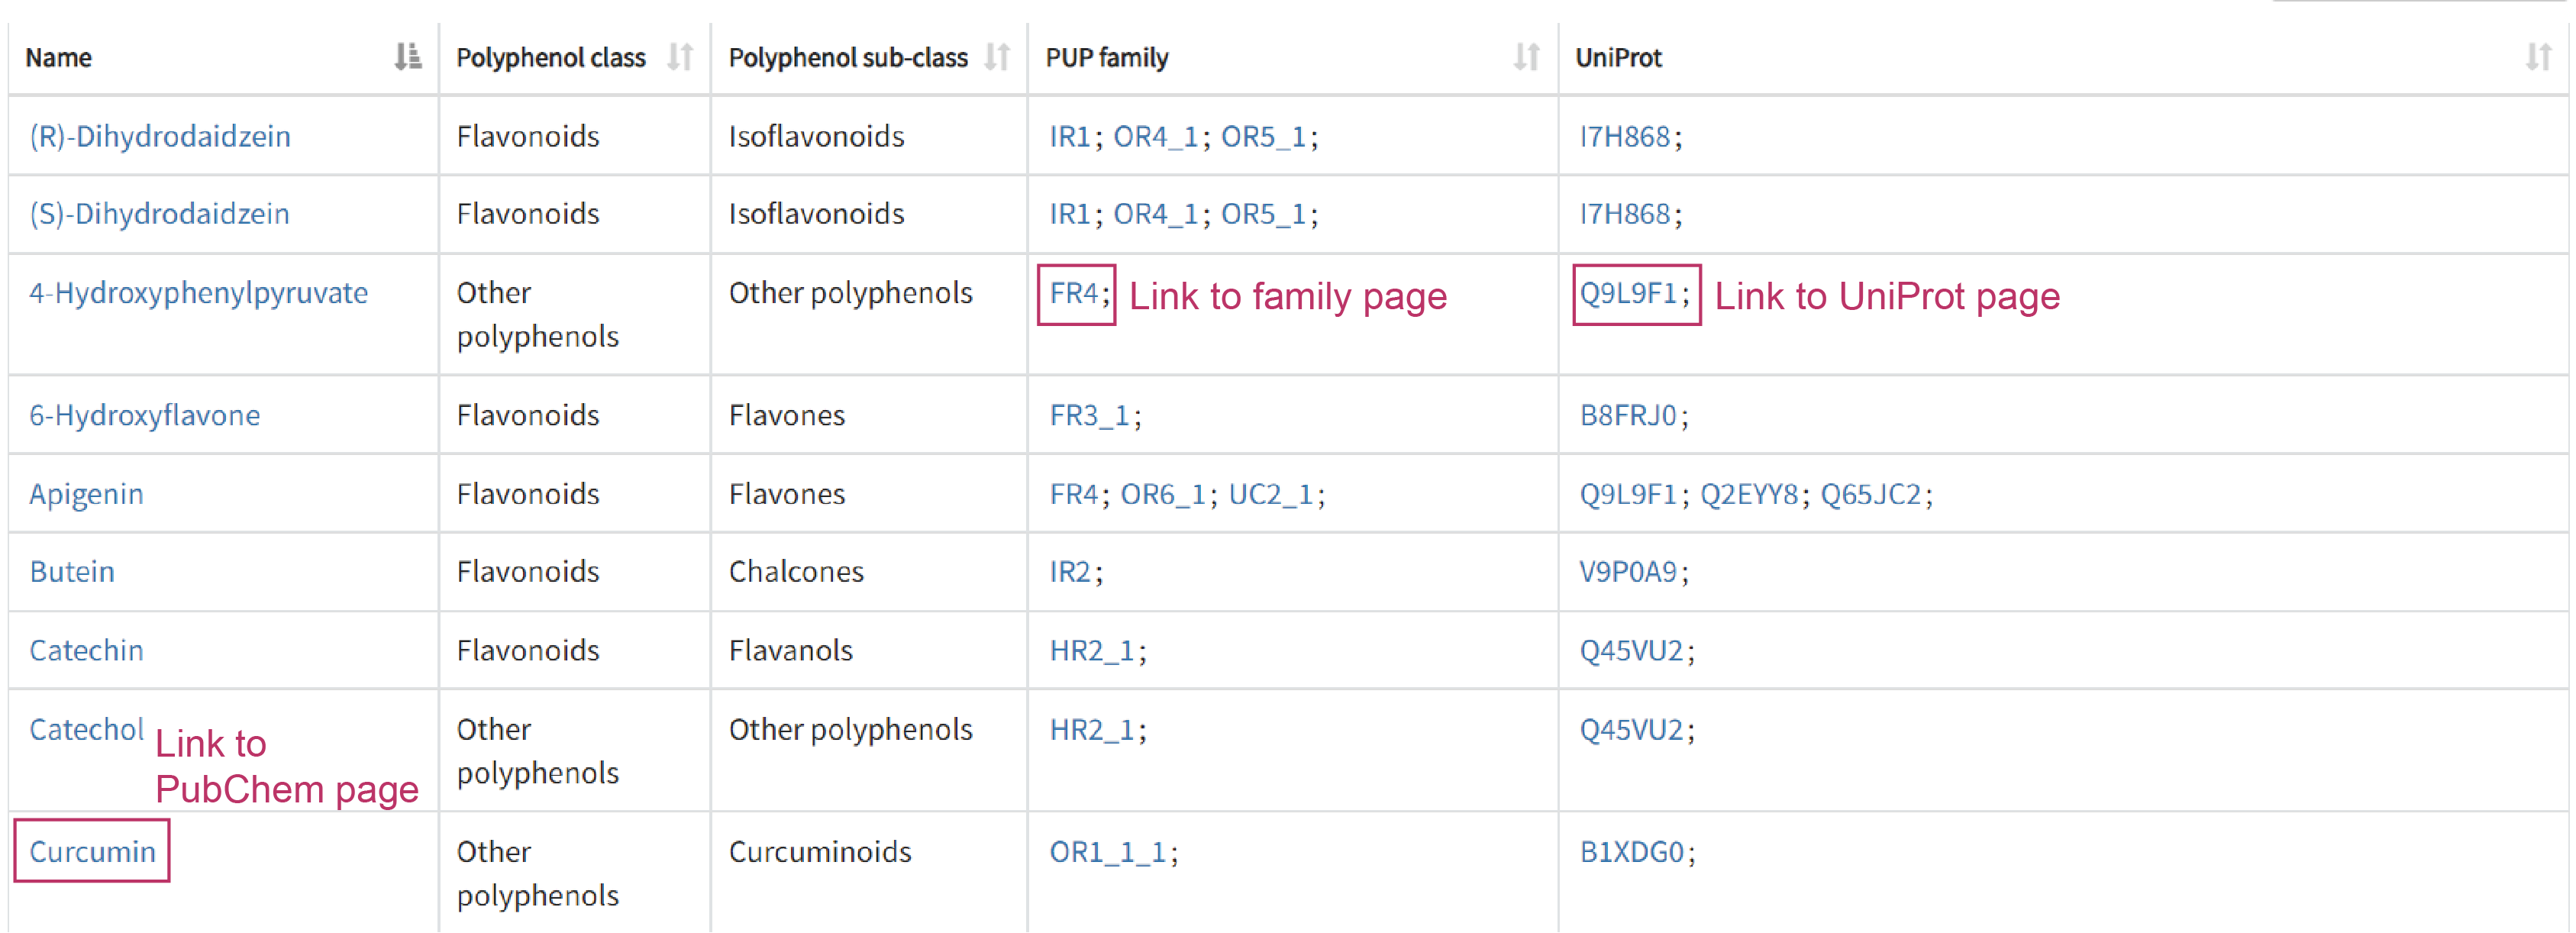 Name Polyphenol class Polyphenol sub-class PUP family UniProt
(R)-Dihydrodaidzein Flavonoids Isoflavonoids IR1; OR4_1; OR5_1; I7H868;
(S)-Dihydrodaidzein Flavonoids Isoflavonoids IR1; OR4_1; OR5_1; I7H868;
4-Hydroxyphenylpyruvate Other Other polyphenols FR4; Link to family page Q9L9F1; Link to UniProt page
polyphenols
6-Hydroxyflavone Flavonoids Flavones FR3_1; B8FRJ0;
Apigenin Flavonoids Flavones FR4; OR6_1; UC2_1; Q9L9F1; Q2EYY8; Q65JC2;
Butein Flavonoids Chalcones IR2; V9P0A9;
Catechin Flavonoids Flavanols HR2_1; Q45VU2;
Catechol Other Other polyphenols HR2_1; Q45VU2;
Link to
polyphenols
PubChem page
Curcumin Other Curcuminoids OR1_1_1; B1XDG0;
polyphenols